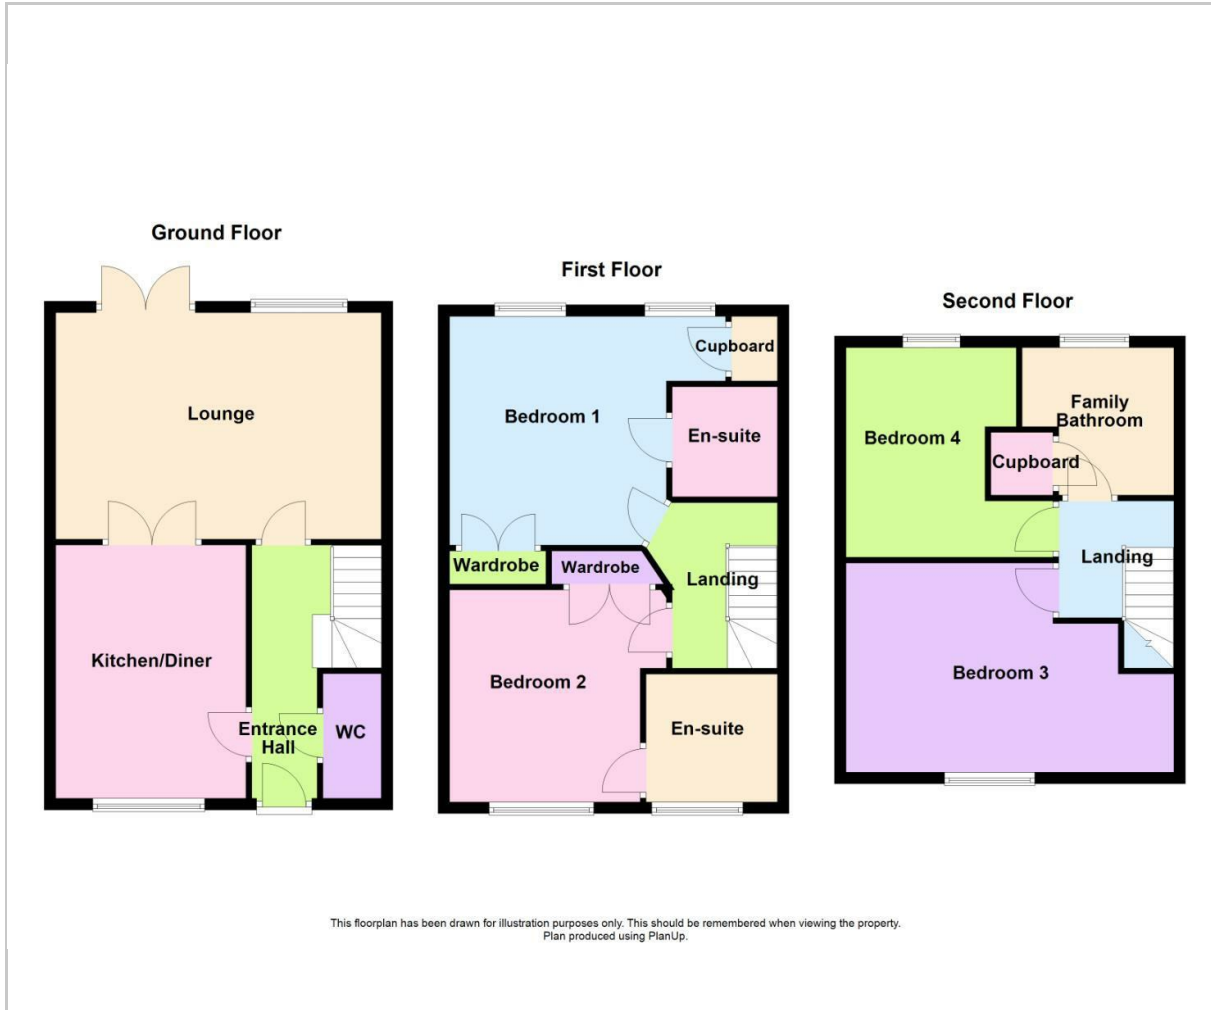 Ground Floor
Lounge
Kitchen/Diner
Entrance
Hall
WC
First Floor
Cupboard
Bedroom 1
En-suite
Wardrobe
Wardrobe
Landing
Bedroom 2
En-suite
Second Floor
Family
Bathroom
Bedroom 4
Cupboard
Landing
Bedroom 3
This floorplan has been drawn for illustration purposes only. This should be remembered when viewing the property.
Plan produced using PlanUp.